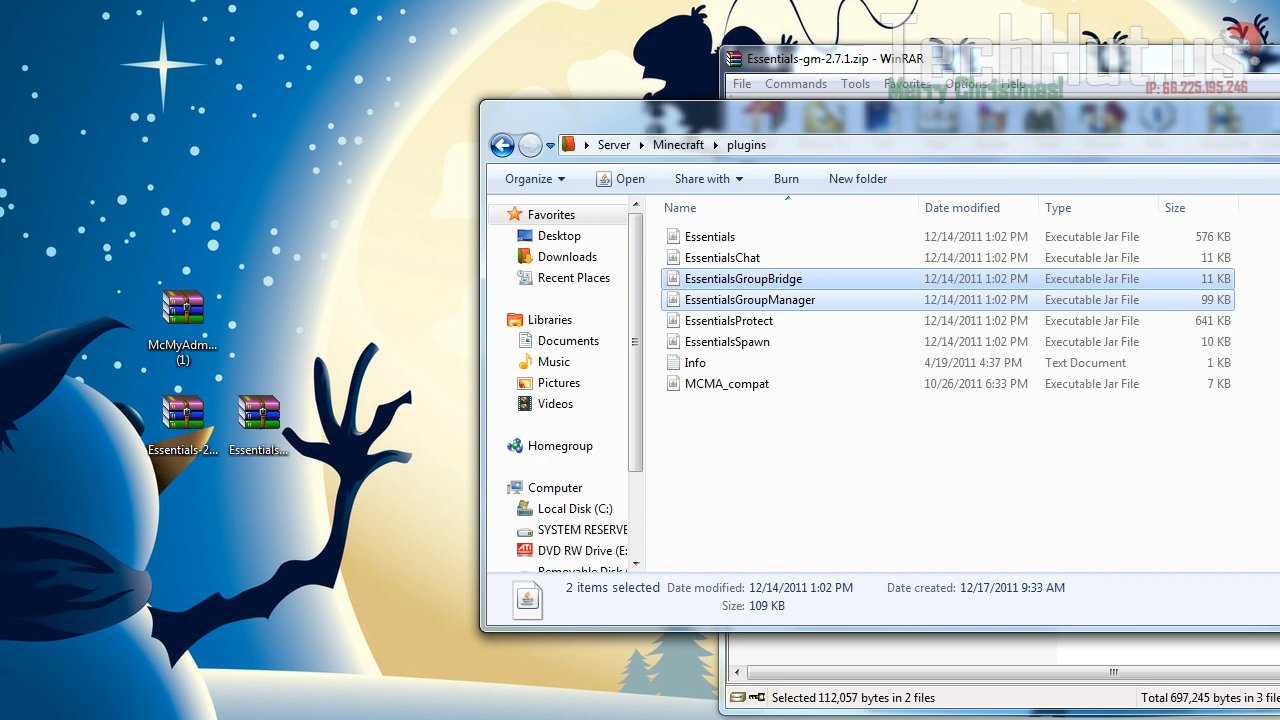 TechHut.us
Marry Christmas!
IP: 66.225.195.246
Essentials-gm-2.7.1.zip - WinRAR
File Commands Tools Favorites Options Help
Server Minecraft plugins
Organize Open Share with Burn New folder
Name Date modified Type Size
Favorites
Desktop
Downloads
Recent Places
Libraries
Documents
Music
Pictures
Videos
Homegroup
Computer
Local Disk (C:)
SYSTEM RESERVE
DVD RW Drive (E:
Removable Disk
Essentials 12/14/2011 1:02 PM Executable Jar File 576 KB
EssentialsChat 12/14/2011 1:02 PM Executable Jar File 11 KB
EssentialsGroupBridge 12/14/2011 1:02 PM Executable Jar File 11 KB
EssentialsGroupManager 12/14/2011 1:02 PM Executable Jar File 99 KB
EssentialsProtect 12/14/2011 1:02 PM Executable Jar File 641 KB
EssentialsSpawn 12/14/2011 1:02 PM Executable Jar File 10 KB
Info 4/19/2011 4:37 PM Text Document 1 KB
MCMA_compat 10/26/2011 6:33 PM Executable Jar File 7 KB
2 items selected Date modified: 12/14/2011 1:02 PM Date created: 12/17/2011 9:33 AM
Size: 109 KB
McMyAdm...
(1)
Essentials-2...
Essentials...
Selected 112,057 bytes in 2 files
Total 697,245 bytes in 3 file